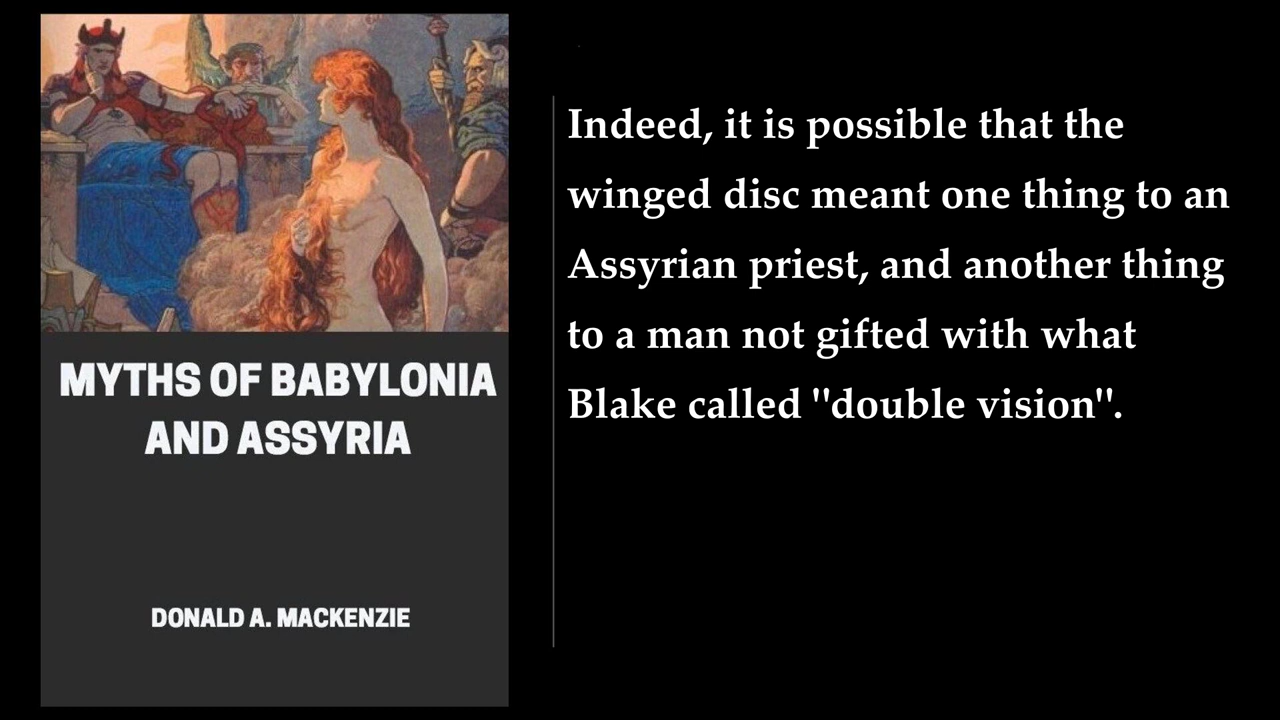 MYTHS OF BABYLONIA
AND ASSYRIA
DONALD A. MACKENZIE
Indeed, it is possible that the
winged disc meant one thing to an
Assyrian priest, and another thing
to a man not gifted with what
Blake called "double vision".